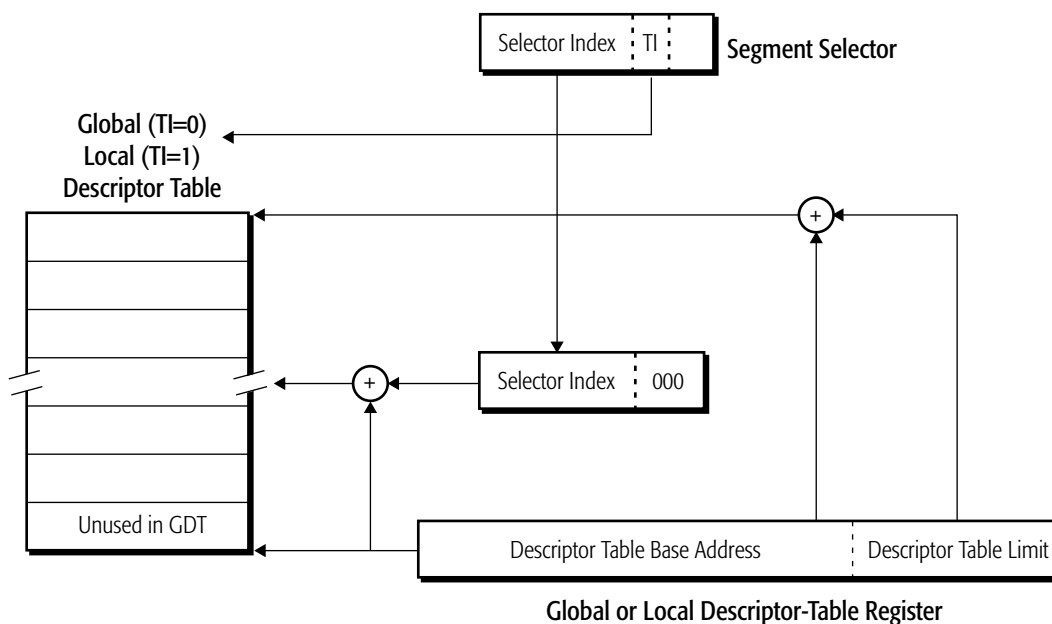 Selector Index TI
Segment Selector
Global (TI=0)
Local (TI=1)
Descriptor Table
+
Selector Index 000
+
Unused in GDT
Descriptor Table Base Address Descriptor Table Limit
Global or Local Descriptor-Table Register